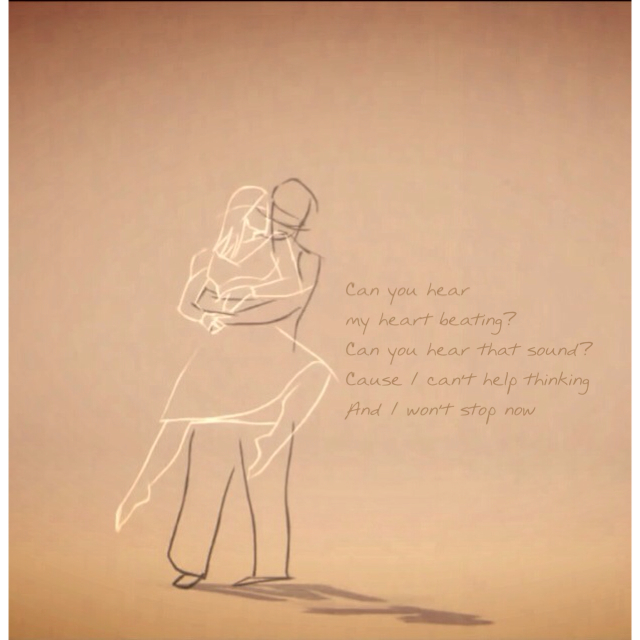 Can you hear
my heart beating?
Can you hear that sound?
Cause I can't help thinking
And I won't stop now